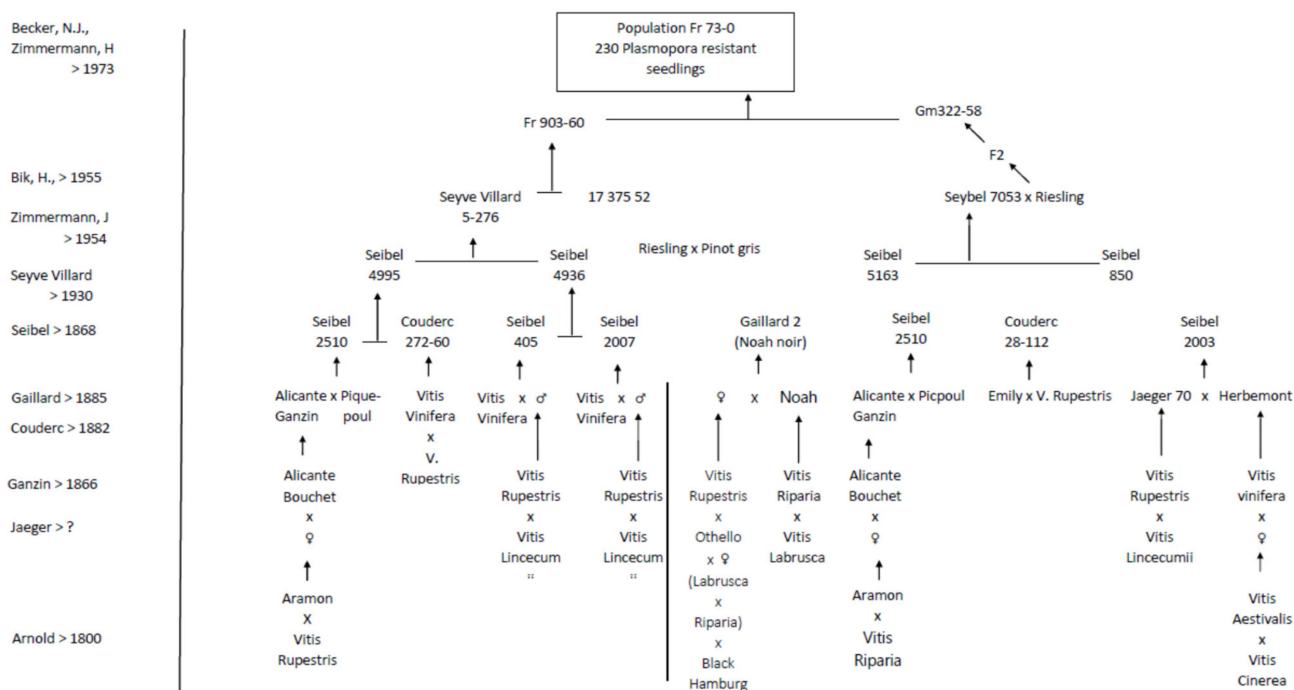 Becker, N.J.,
Zimmermann, H
> 1973
Population Fr 73-0
230 Plasmopora resistant
seedlings
Fr 903-60
Gm322-58
F2
Bik, H., > 1955
Seyve Villard
5-276
17 375 52
Seybel 7053 x Riesling
Zimmermann, J
> 1954
Riesling x Pinot gris
Seibel
4995
Seibel
4936
Seibel
5163
Seibel
850
Seyve Villard
> 1930
Seibel > 1868
Seibel
2510
Couderc
272-60
Seibel
405
Seibel
2007
Gaillard 2
(Noah noir)
Seibel
2510
Couderc
28-112
Seibel
2003
Gaillard > 1885
Couderc > 1882
Alicante x Pique-
Ganzin poul
Vitis
Vinifera
x
V.
Rupestris
Vitis x ♂
Vinifera
Vitis x ♂
Vinifera
♀ x Noah
Alicante x Picpoul
Ganzin
Emily x V. Rupestris
Jaeger 70 x Herbemont
Ganzin > 1866
Jaeger > ?
Alicante
Bouchet
x
♀
Vitis
Rupestris
x
Vitis
Lincecum
"
Vitis
Rupestris
x
Vitis
Lincecum
"
Vitis
Rupestris
x
Othello
x ♀
(Labrusca
x
Riparia)
x
Black
Hamburg
Vitis
Riparia
x
Vitis
Labrusca
Alicante
Bouchet
x
♀
Vitis
Rupestris
x
Vitis
Lincecumii
Vitis
vinifera
x
♀
Arnold > 1800
Aramon
X
Vitis
Rupestris
Aramon
x
Vitis
Riparia
Vitis
Aestivalis
x
Vitis
Cinerea